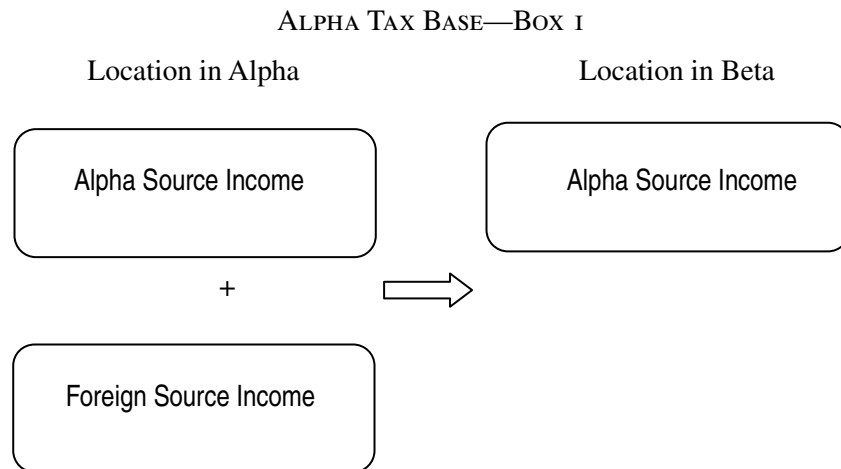 ALPHA TAX BASE—BOX 1
Location in Alpha
Location in Beta
Alpha Source Income
Alpha Source Income
+
Foreign Source Income